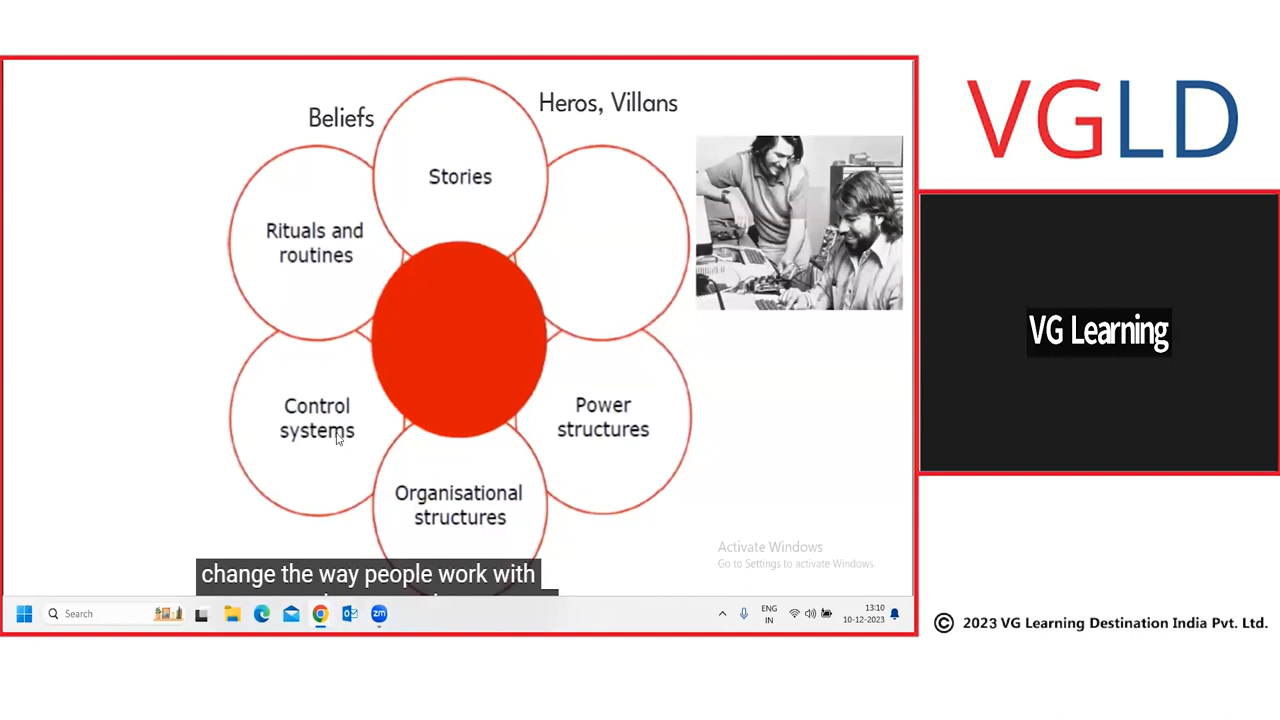 Beliefs
Heros, Villans
Stories
Rituals and
routines
Control
systems
Power
structures
Organisational
structures
change the way people work with
Activate Windows
Go to Settings to activate Windows.
Search
zm
ENG
IN
13:10
10-12-2023
VGLD
VG Learning
© 2023 VG Learning Destination India Pvt. Ltd.